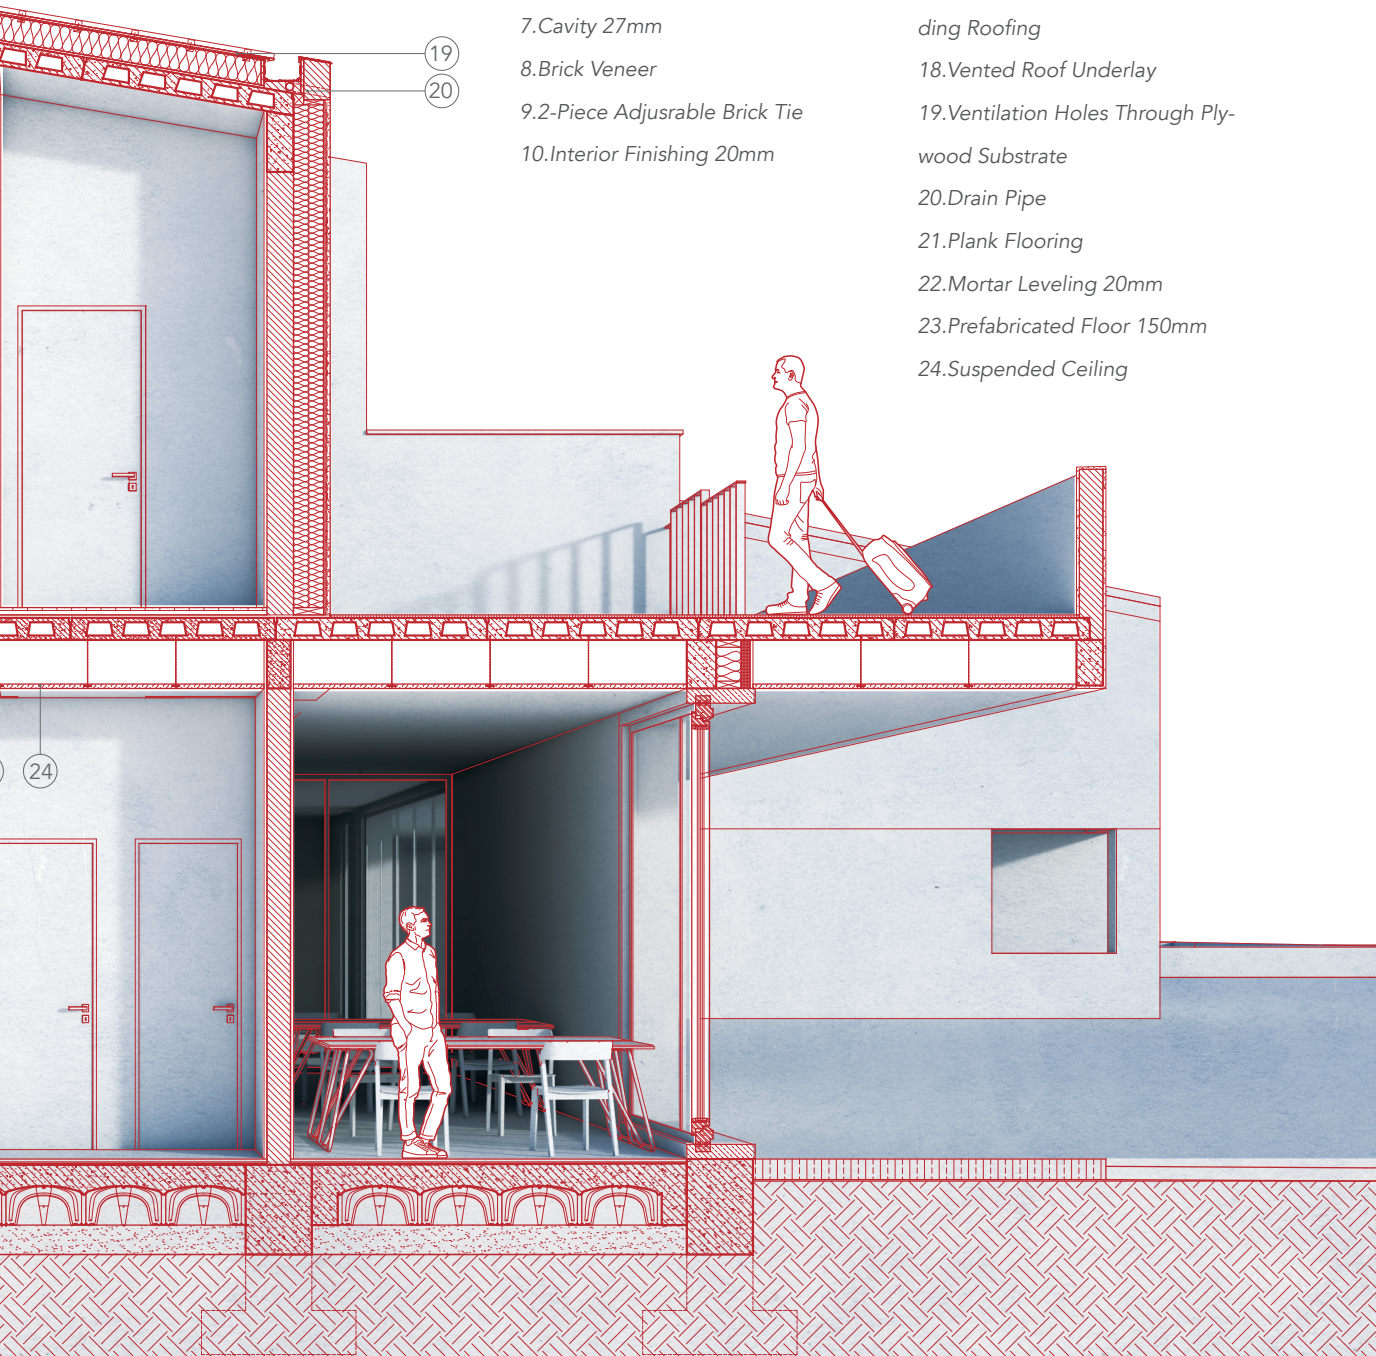 7.Cavity 27mm
8.Brick Veneer
9.2-Piece Adjusrable Brick Tie
10.Interior Finishing 20mm
ding Roofing
18.Vented Roof Underlay
19.Ventilation Holes Through Ply-
wood Substrate
20.Drain Pipe
21.Plank Flooring
22.Mortar Leveling 20mm
23.Prefabricated Floor 150mm
24.Suspended Ceiling
19
20
24